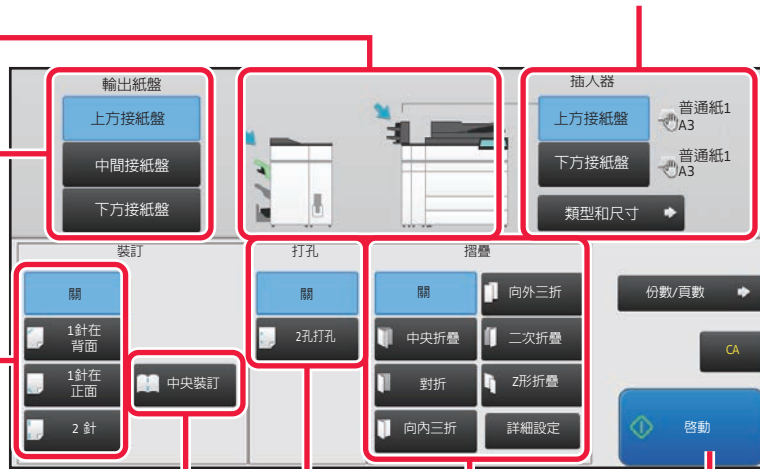 輸出紙盤
上方接紙盤
中間接紙盤
下方接紙盤
插入器
上方接紙盤
普通紙1
A3
下方接紙盤
普通紙1
A3
類型和尺寸
裝訂
關
1針在
背面
1針在
正面
2 針
中央裝訂
打孔
關
2孔打孔
摺疊
關
中央折疊
對折
向內三折
向外三折
二次折疊
Z形折疊
詳細設定
份數/頁數
CA
啓動